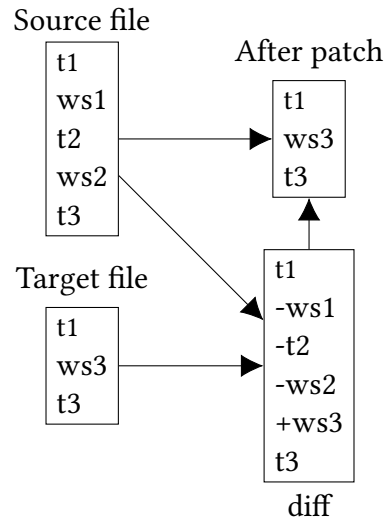 Source file
t1
ws1
t2
ws2
t3
After patch
t1
ws3
t3
Target file
t1
ws3
t3
t1
-ws1
-t2
-ws2
+ws3
t3
diff